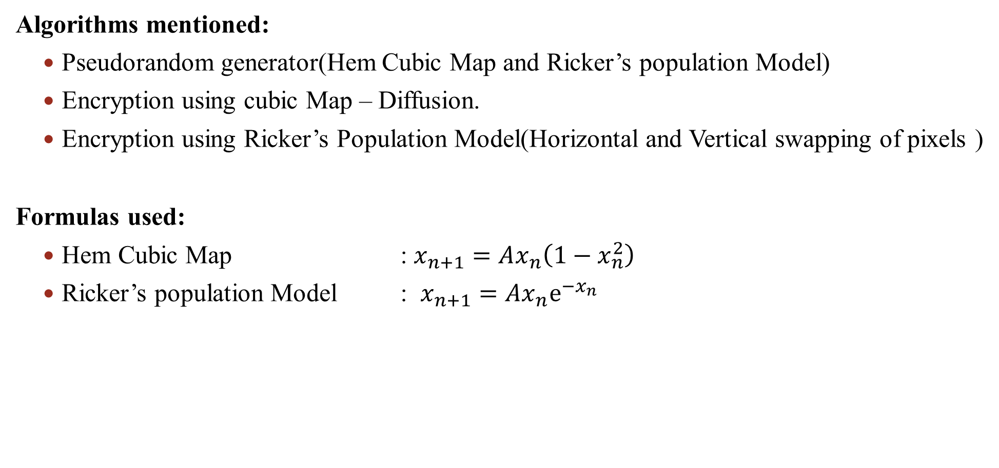 Algorithms mentioned:
• Pseudorandom generator(Hem Cubic Map and Ricker’s population Model)
• Encryption using cubic Map – Diffusion.
• Encryption using Ricker’s Population Model(Horizontal and Vertical swapping of pixels )
Formulas used:
• Hem Cubic Map : $x_{n+1} = Ax_n(1 - x_n^2)$
• Ricker’s population Model : $x_{n+1} = Ax_n\mathrm{e}^{-x_n}$